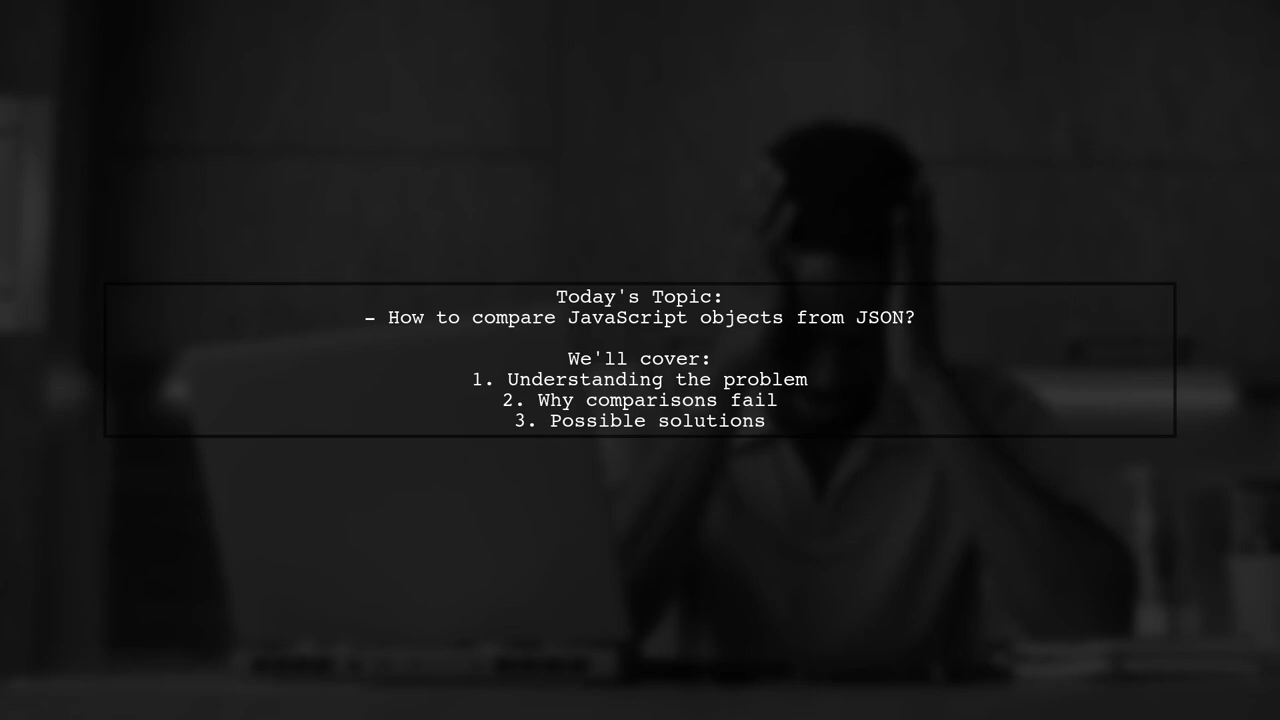 Today's Topic:
- How to compare JavaScript objects from JSON?
We'll cover:
1. Understanding the problem
2. Why comparisons fail
3. Possible solutions